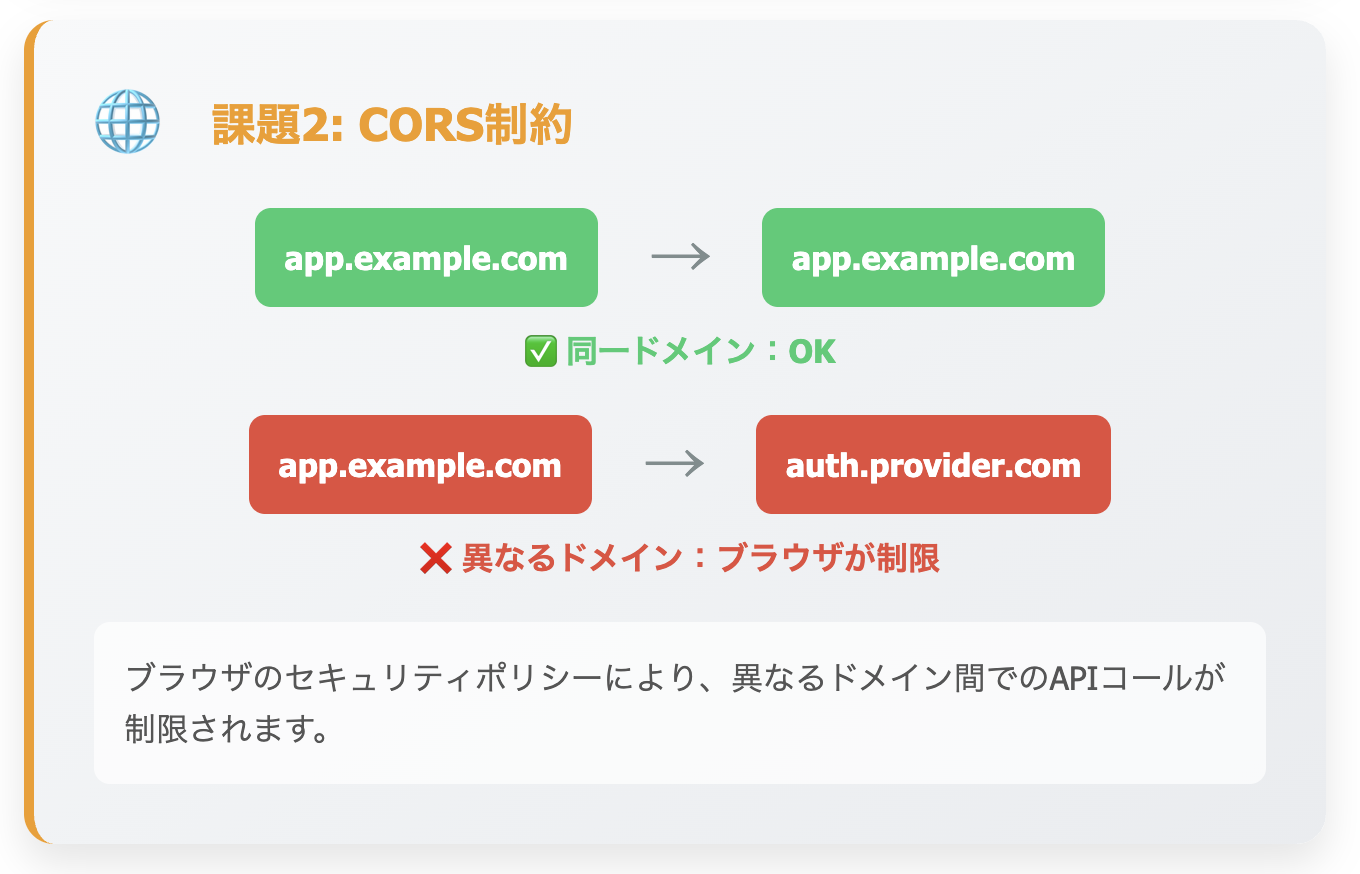 課題2: CORS制約
app.example.com → app.example.com
✅ 同一ドメイン：OK
app.example.com → auth.provider.com
❌ 異なるドメイン：ブラウザが制限
ブラウザのセキュリティポリシーにより、異なるドメイン間でのAPIコールが
制限されます。